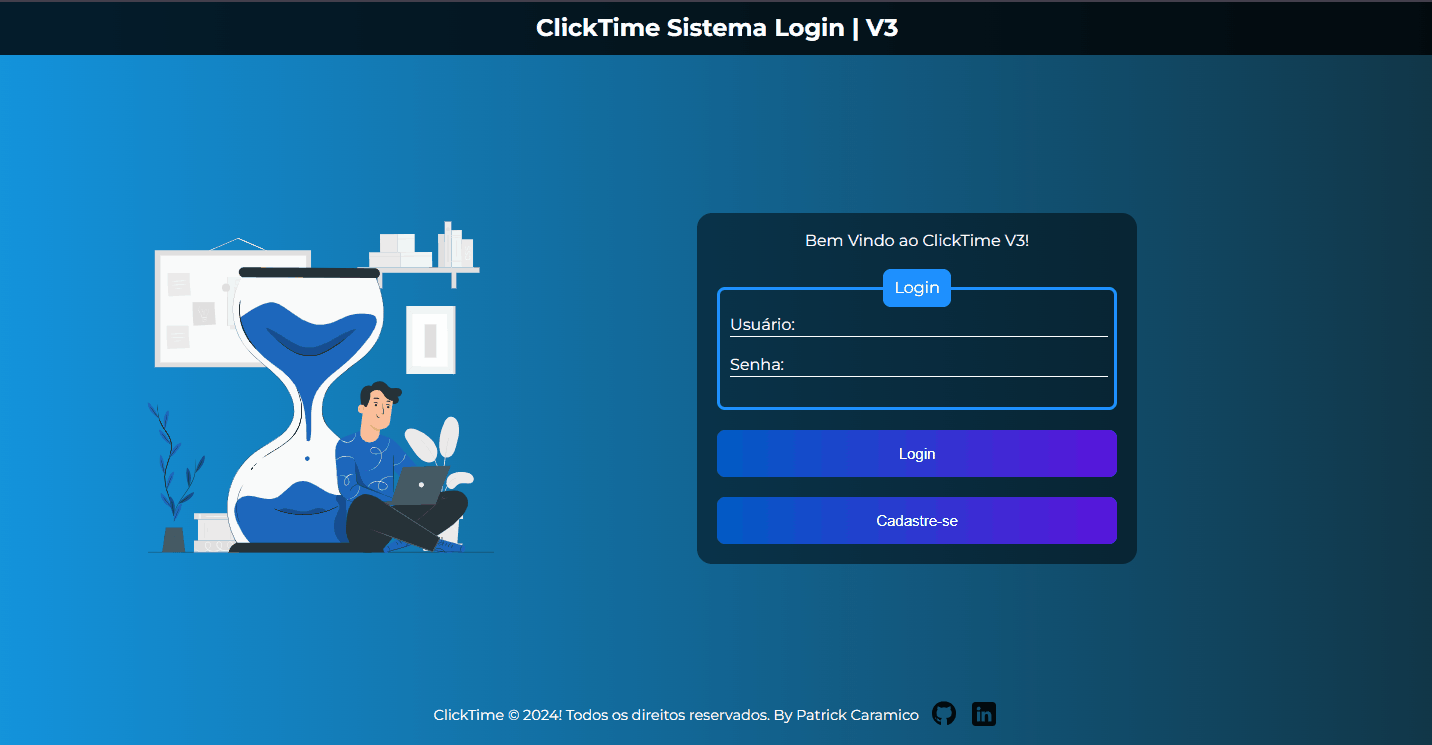 ClickTime Sistema Login | V3
Bem Vindo ao ClickTime V3!
Login
Usuário:
Senha:
Login
Cadastre-se
ClickTime © 2024! Todos os direitos reservados. By Patrick Caramico
in